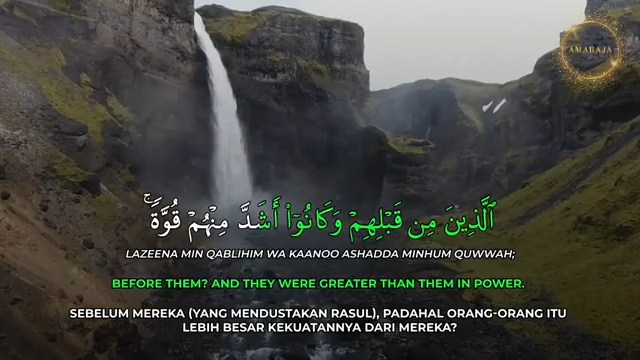 AMARAJA
ٱلَّذِينَ مِن قَبْلِهِمْ وَكَانُوٓا۟ أَشَدَّ مِنْهُمْ قُوَّةً ۚ
LAZEENA MIN QABLIHIM WA KAANOO ASHADDA MINHUM QUWWAH;
BEFORE THEM? AND THEY WERE GREATER THAN THEM IN POWER.
SEBELUM MEREKA (YANG MENDUSTAKAN RASUL), PADAHAL ORANG-ORANG ITU
LEBIH BESAR KEKUATANNYA DARI MEREKA?